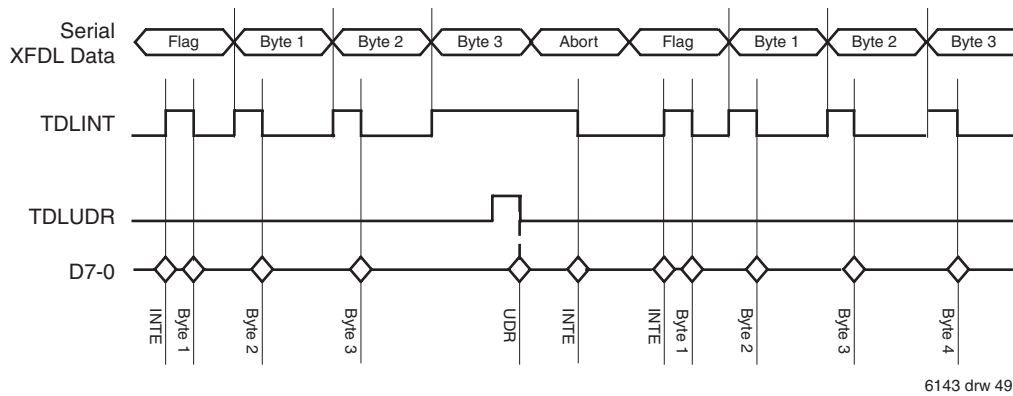 Serial
XFDL Data
Flag Byte 1 Byte 2 Byte 3 Abort Flag Byte 1 Byte 2 Byte 3
TDLINT
TDLUDR
D7-0
INTE
Byte 1
Byte 2
Byte 3
UDR
INTE
INTE
Byte 1
Byte 2
Byte 3
Byte 4
6143 drw 49